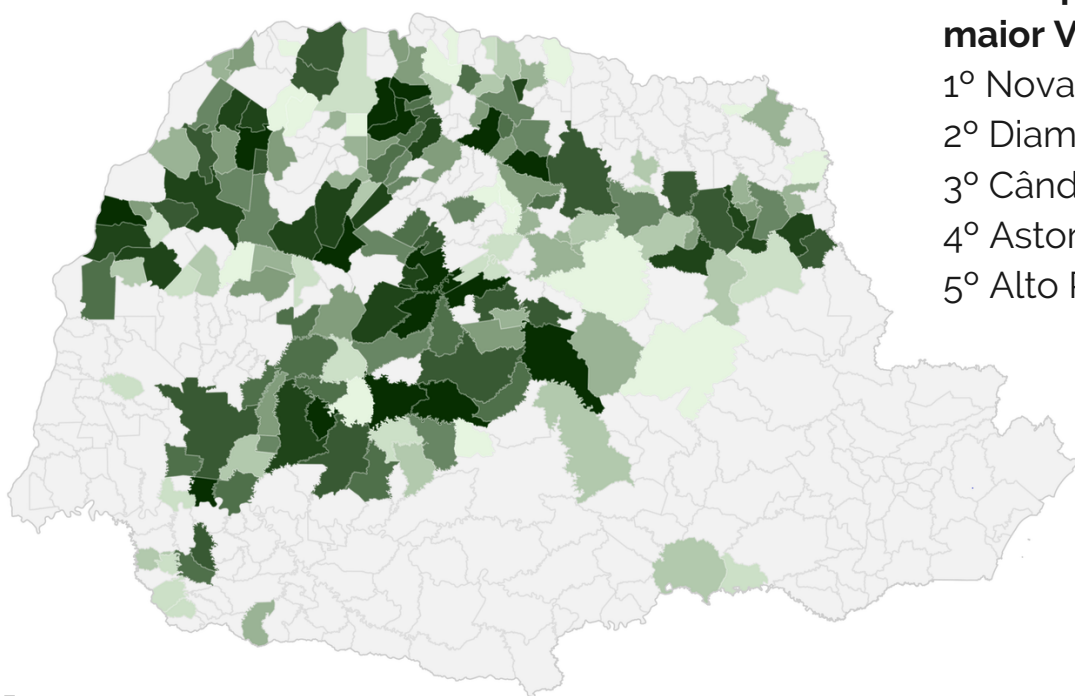 maior V
1º Nova
2º Diam
3º Când
4º Astor
5º Alto